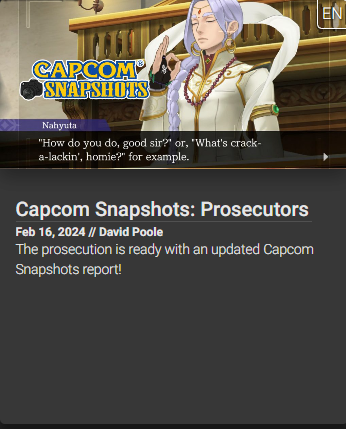 EN
CAPCOM
SNAPSHOTS
Nahyuta
"How do you do, good sir?" or, "What's crack-
a-lackin', homie?" for example.
Capcom Snapshots: Prosecutors
Feb 16, 2024 // David Poole
The prosecution is ready with an updated Capcom
Snapshots report!